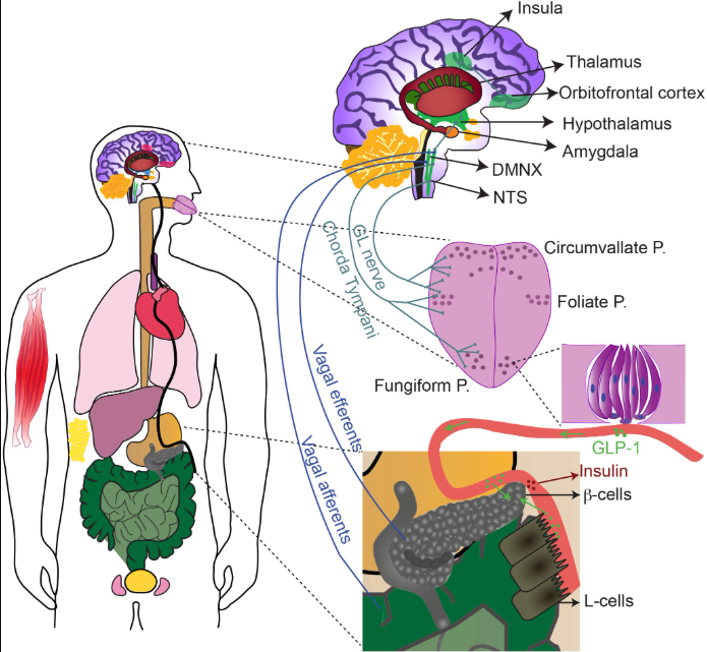 Insula
Thalamus
Orbitofrontal cortex
Hypothalamus
Amygdala
DMNX
NTS
GL nerve
Chorda Tympani
Circumvallate P.
Foliate P.
Fungiform P.
Vagal efferents
Vagal afferents
GLP-1
Insulin
β-cells
L-cells